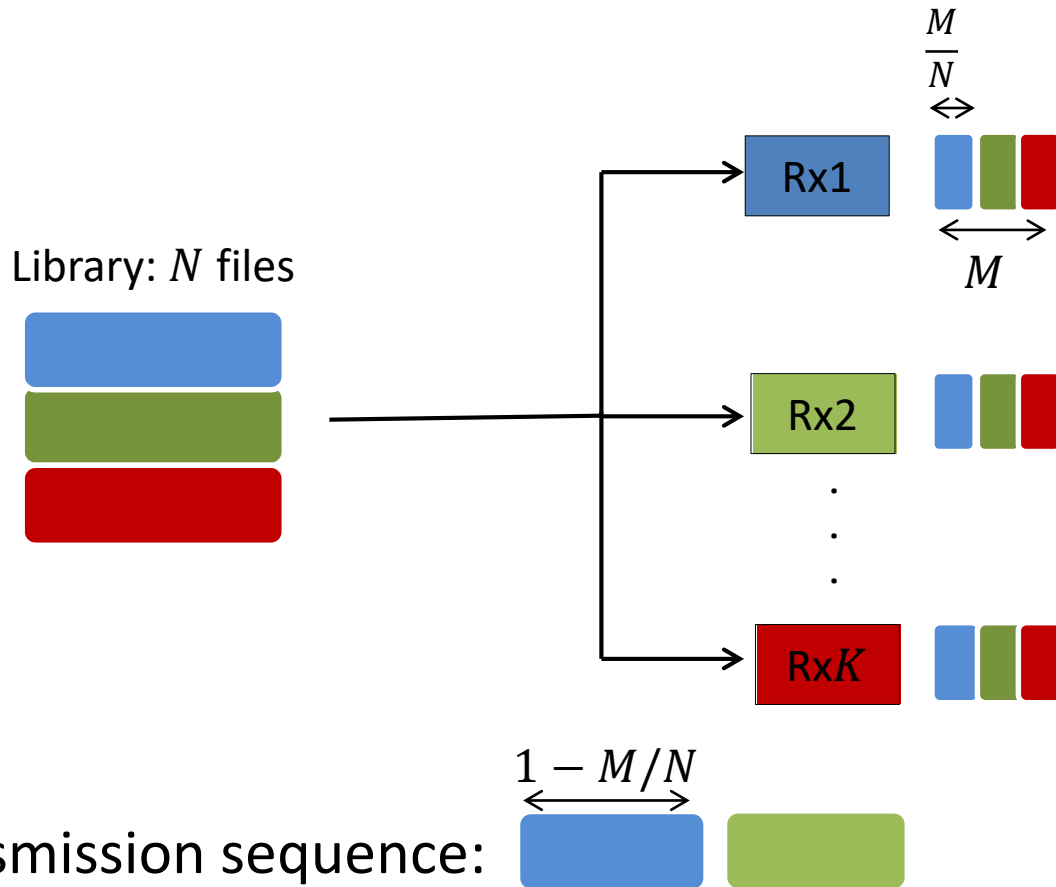 M
N
Rx1
M
Library: N files
Rx2
.
.
.
RxK
1 − M/N
smission sequence: